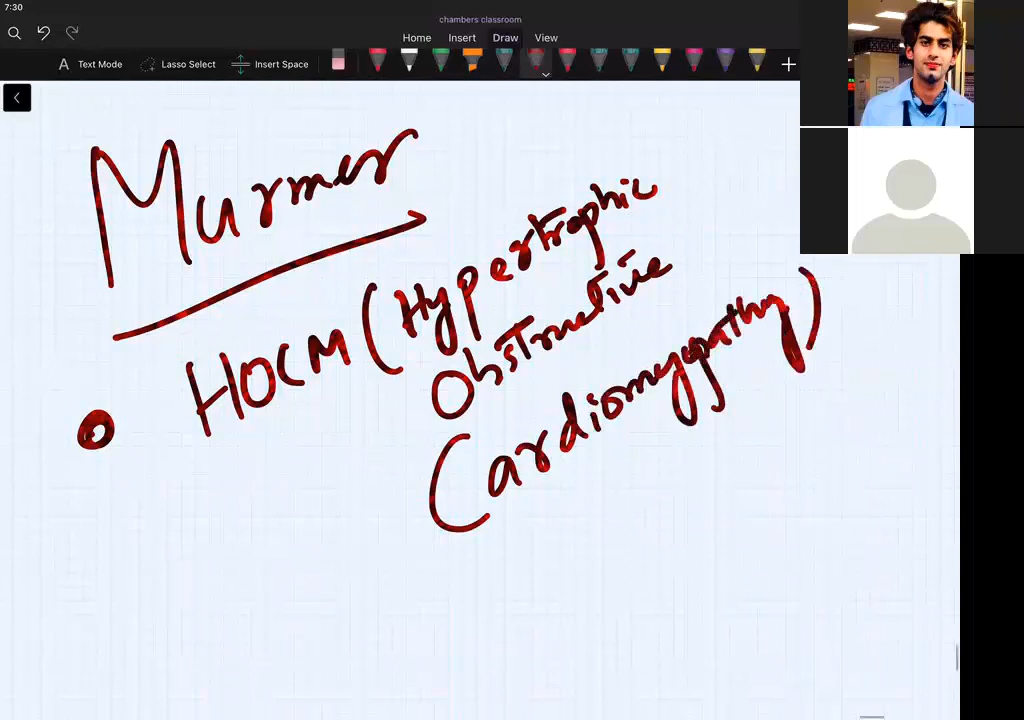 7:30
chambers classroom
Home Insert Draw View
A Text Mode Lasso Select Insert Space
Murmer
HOCM (Hypertrophic
Obstructive
Cardiomyopathy)